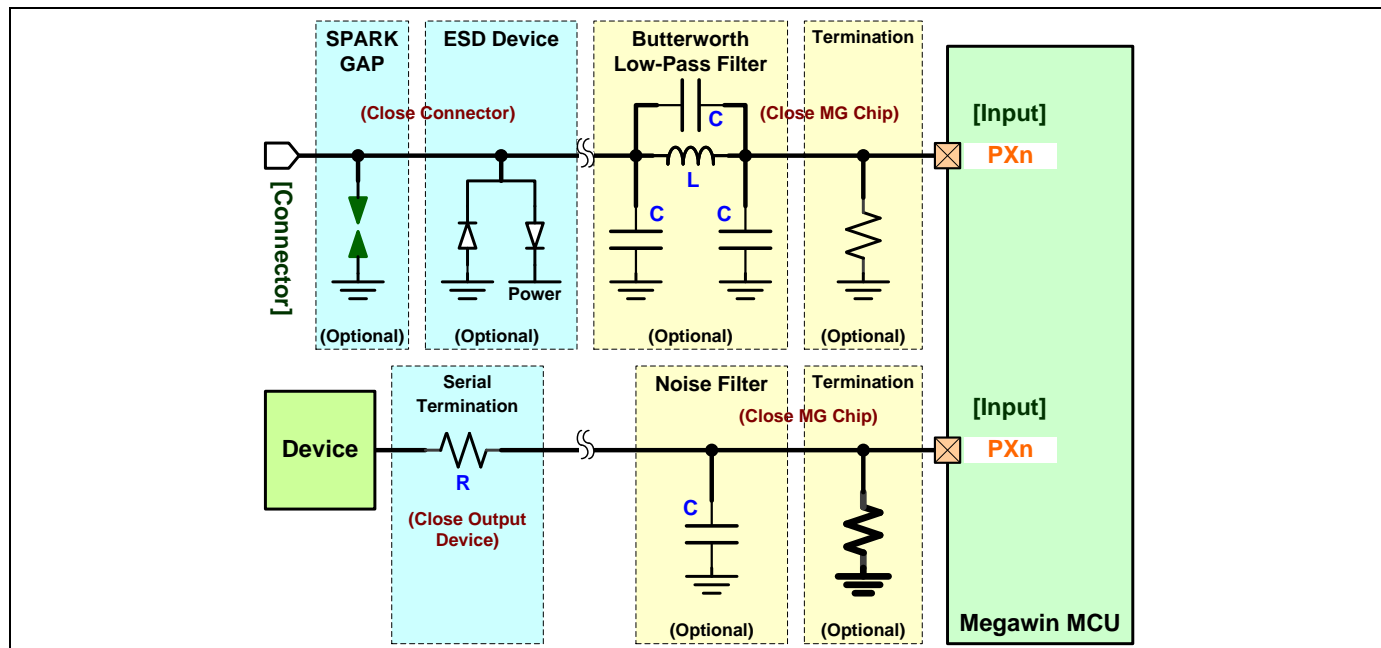 SPARK
GAP
ESD Device
Butterworth
Low-Pass Filter
Termination
(Close Connector)
(Close MG Chip)
C
[Input]
PXn
L
[Connector]
C
C
Power
(Optional)
(Optional)
(Optional)
(Optional)
Serial
Termination
Noise Filter
Termination
(Close MG Chip)
[Input]
Device
PXn
R
C
(Close Output
Device)
(Optional)
(Optional)
Megawin MCU